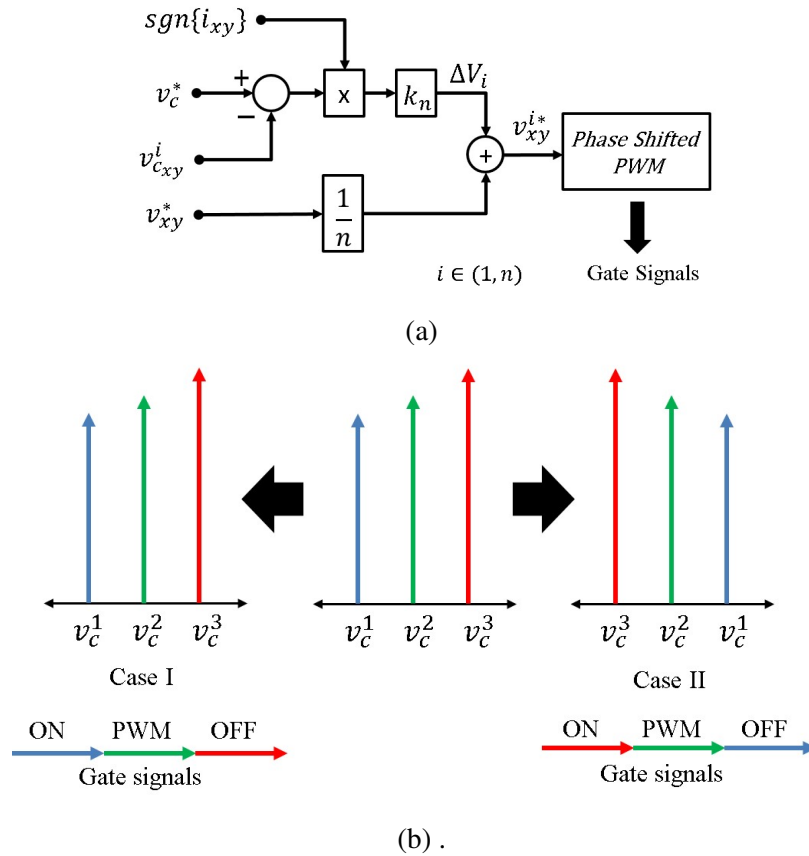 sgn{i_xy}
v_c^*
+
−
x
k_n
ΔV_i
v_{c_xy}^i
+
v_xy^{i*}
Phase Shifted
PWM
v_xy^*
1/n
i ∈ (1, n)
Gate Signals
(a)
v_c^1 v_c^2 v_c^3
v_c^1 v_c^2 v_c^3
v_c^3 v_c^2 v_c^1
Case I
Case II
ON PWM OFF
Gate signals
ON PWM OFF
Gate signals
(b) .